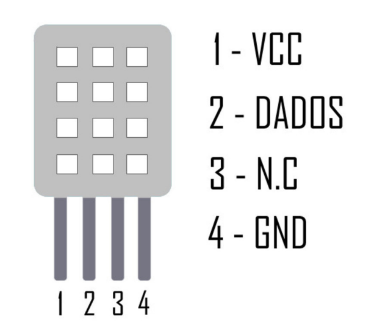 1 - VCC
2 - DADOS
3 - N.C
4 - GND
1 2 3 4